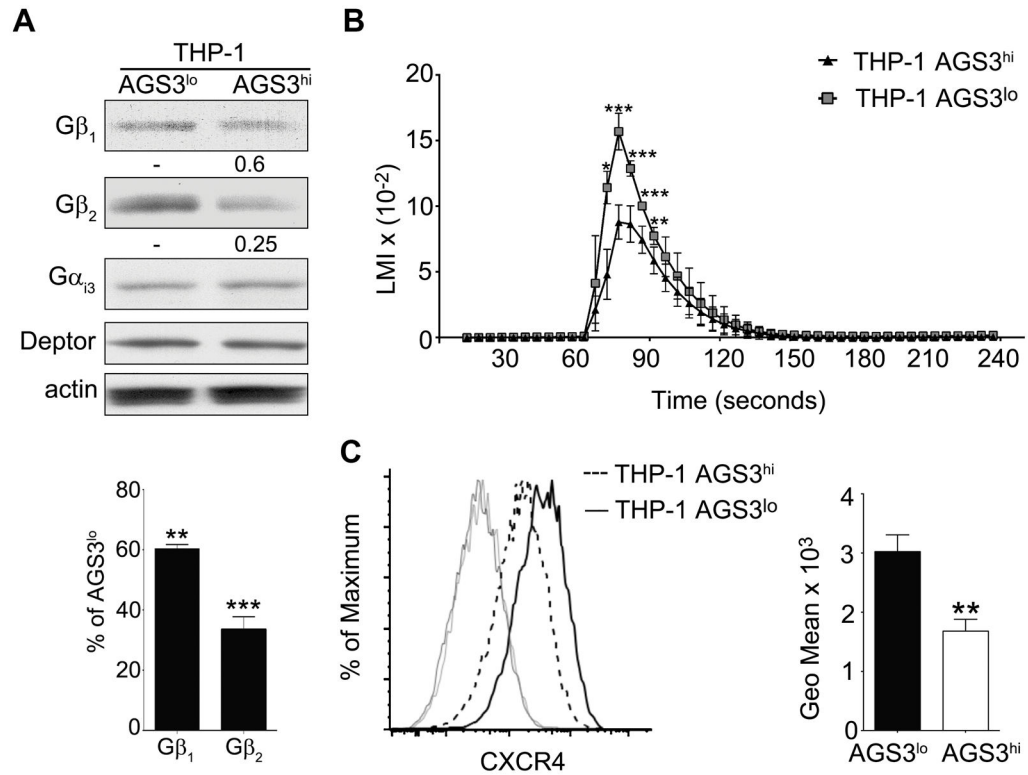 A
THP-1
AGS3lo AGS3hi
Gβ1
- 0.6
Gβ2
- 0.25
Gαi3
Deptor
actin
80
60
40
20
0
% of AGS3lo
** ***
Gβ1 Gβ2
B
THP-1 AGS3hi
THP-1 AGS3lo
20
15
10
5
0
LMI x (10-2)
***
*
***
***
**
30 60 90 120 150 180 210 240
Time (seconds)
C
THP-1 AGS3hi
THP-1 AGS3lo
% of Maximum
CXCR4
4
3
2
1
0
Geo Mean x 103
**
AGS3lo AGS3hi